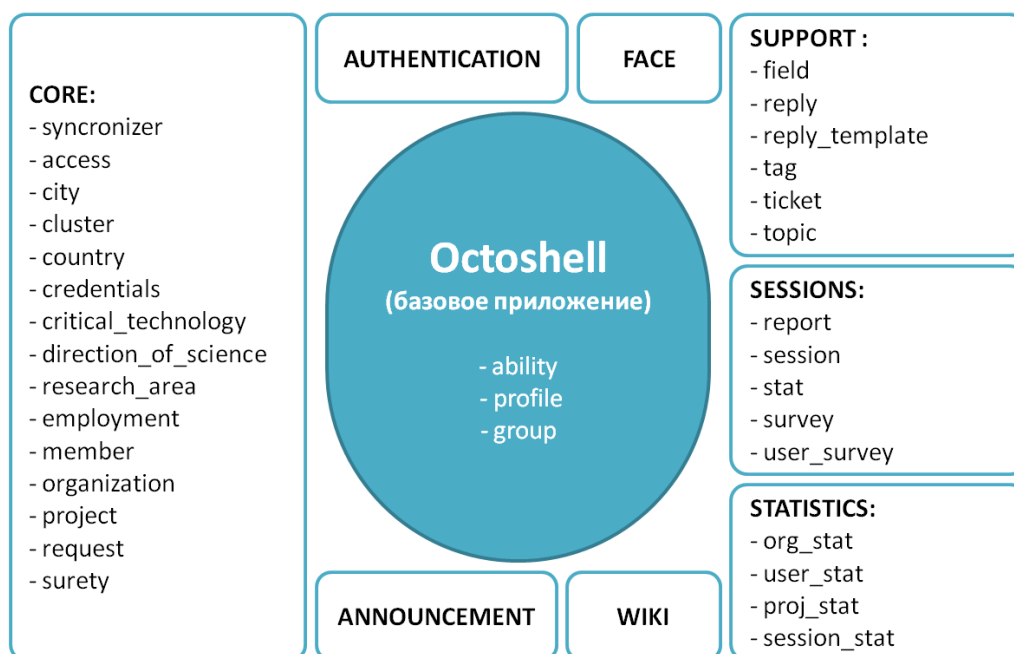 CORE:
- syncronizer
- access
- city
- cluster
- country
- credentials
- critical_technology
- direction_of_science
- research_area
- employment
- member
- organization
- project
- request
- surety
AUTHENTICATION
FACE
Octoshell
(базовое приложение)
- ability
- profile
- group
ANNOUNCEMENT
WIKI
SUPPORT :
- field
- reply
- reply_template
- tag
- ticket
- topic
SESSIONS:
- report
- session
- stat
- survey
- user_survey
STATISTICS:
- org_stat
- user_stat
- proj_stat
- session_stat